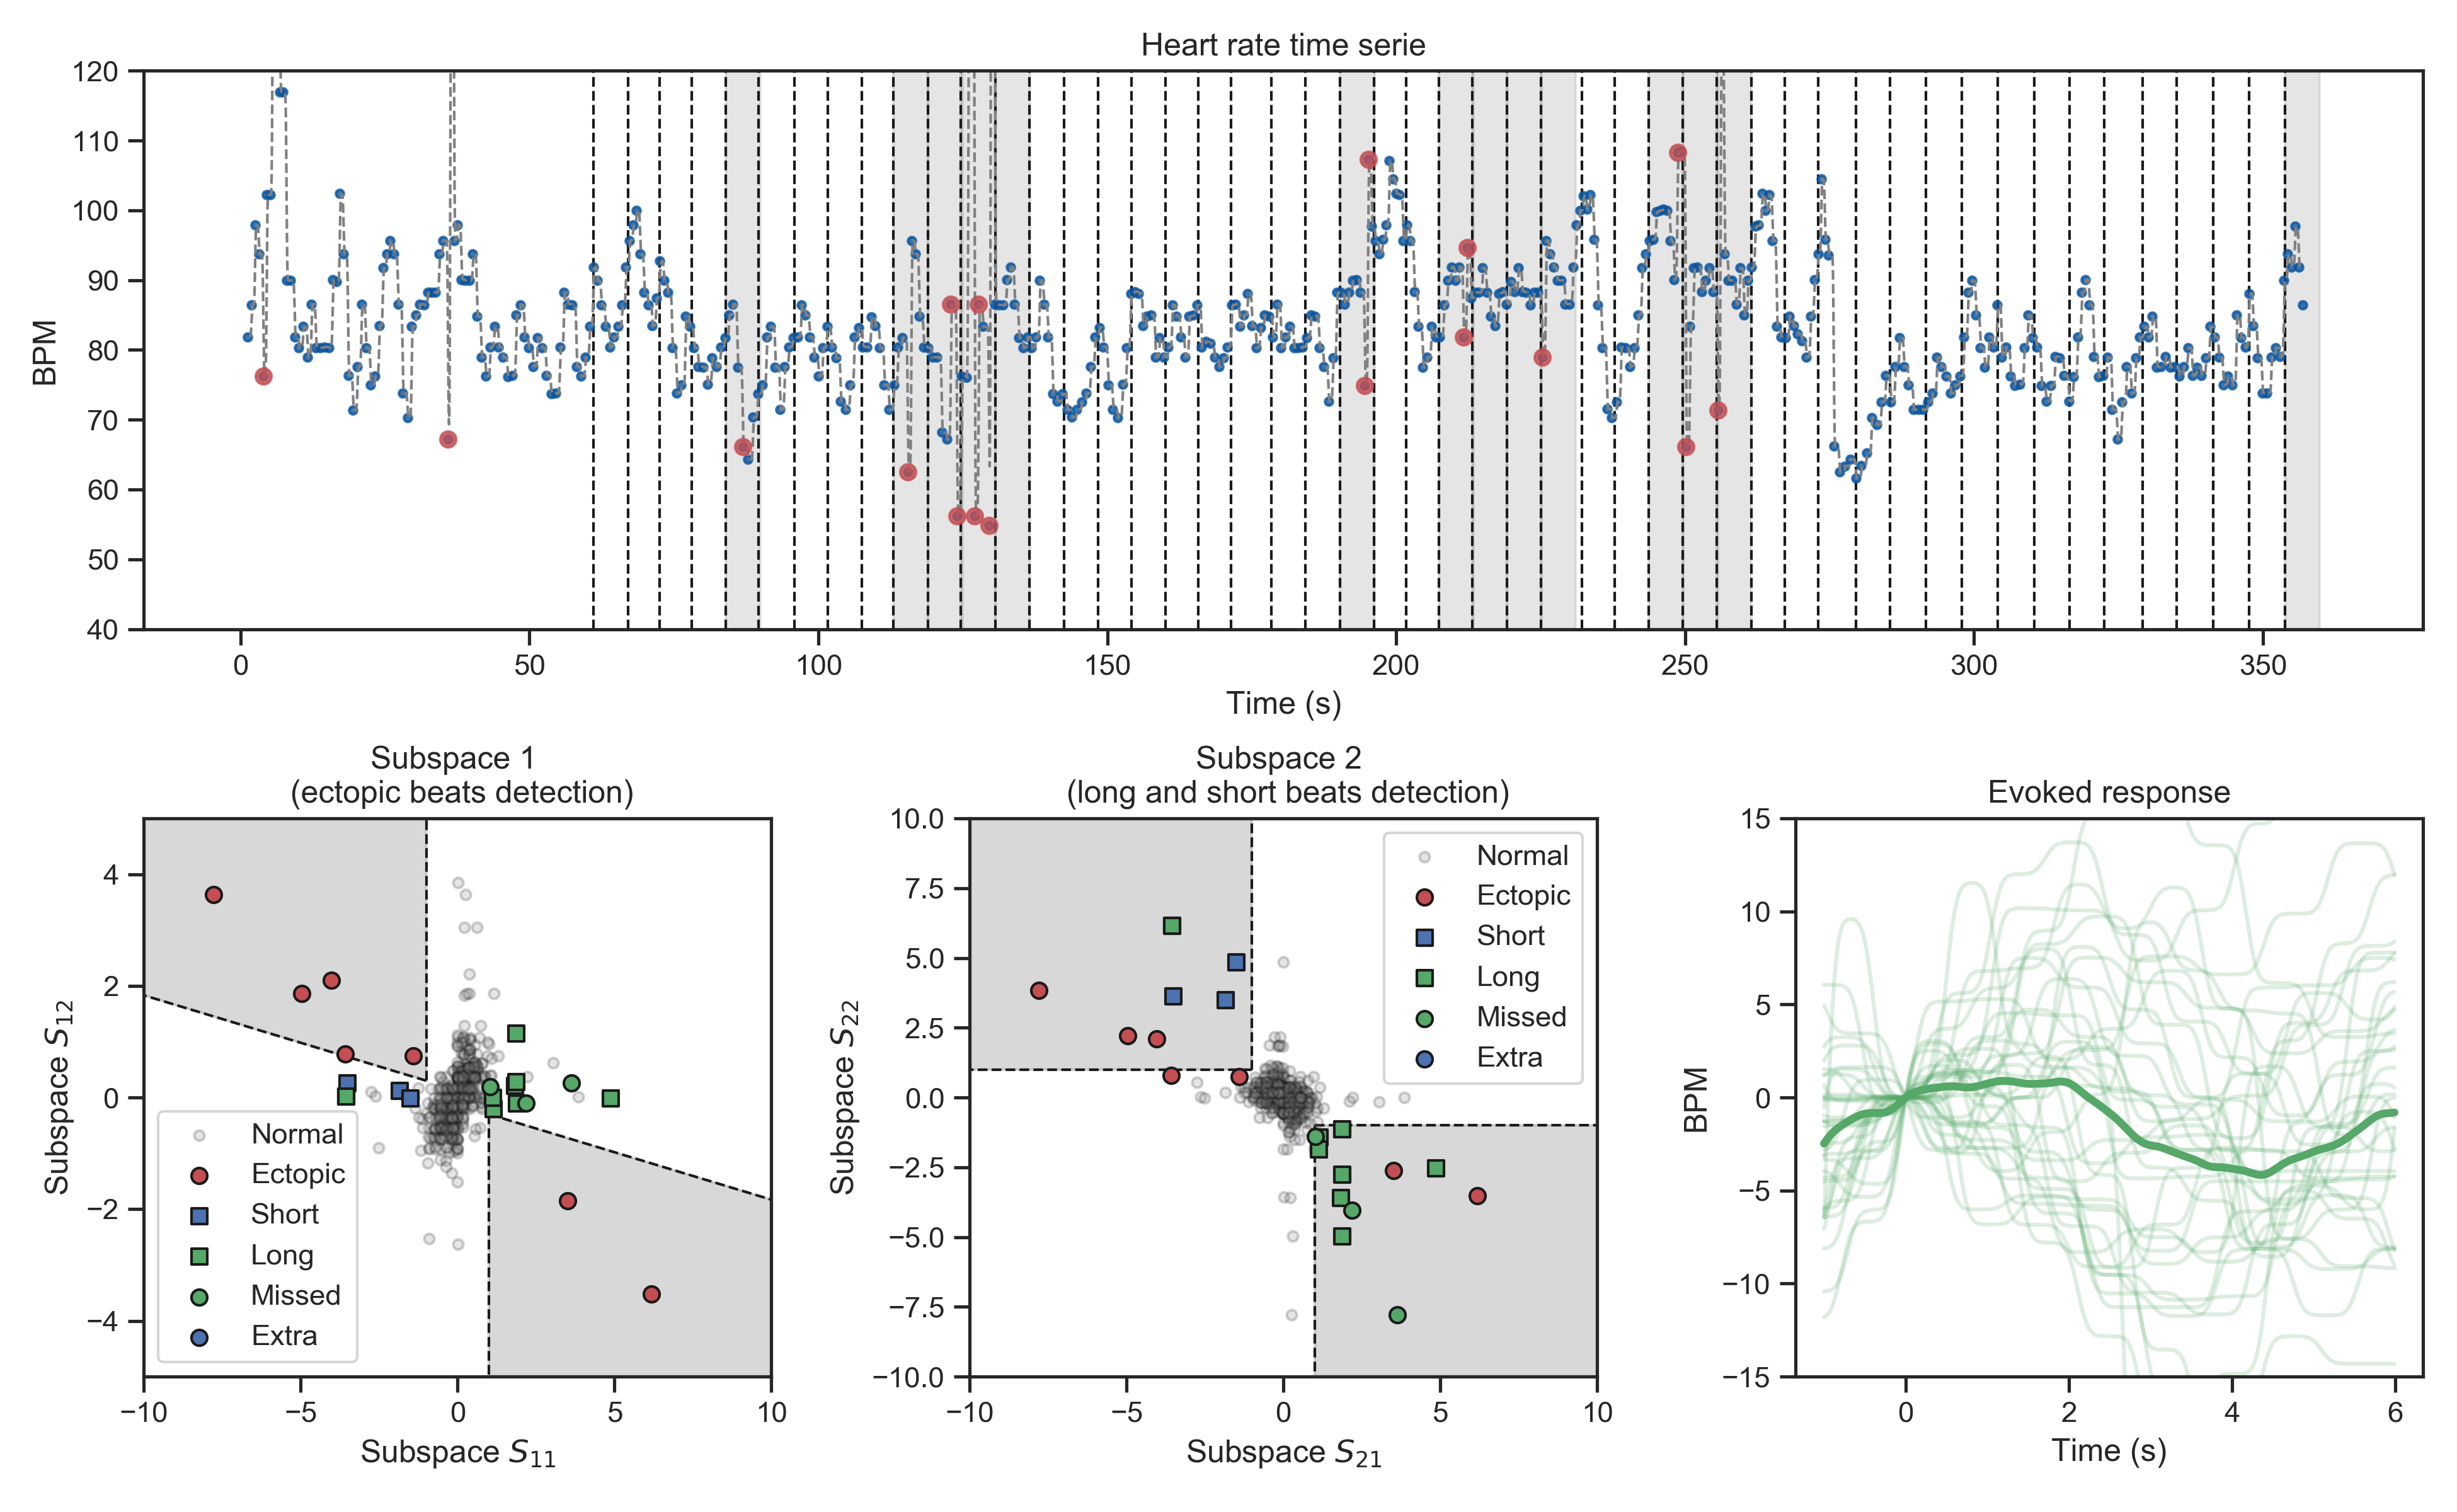 Heart rate time serie
120
110
100
90
80
70
60
50
40
BPM
0 50 100 150 200 250 300 350
Time (s)
Subspace 1
(ectopic beats detection)
4
2
0
−2
−4
Subspace S12
Normal
Ectopic
Short
Long
Missed
Extra
−10 −5 0 5 10
Subspace S11
Subspace 2
(long and short beats detection)
10.0
7.5
5.0
2.5
0.0
−2.5
−5.0
−7.5
−10.0
Subspace S22
Normal
Ectopic
Short
Long
Missed
Extra
−10 −5 0 5 10
Subspace S21
Evoked response
15
10
5
0
−5
−10
−15
BPM
0 2 4 6
Time (s)